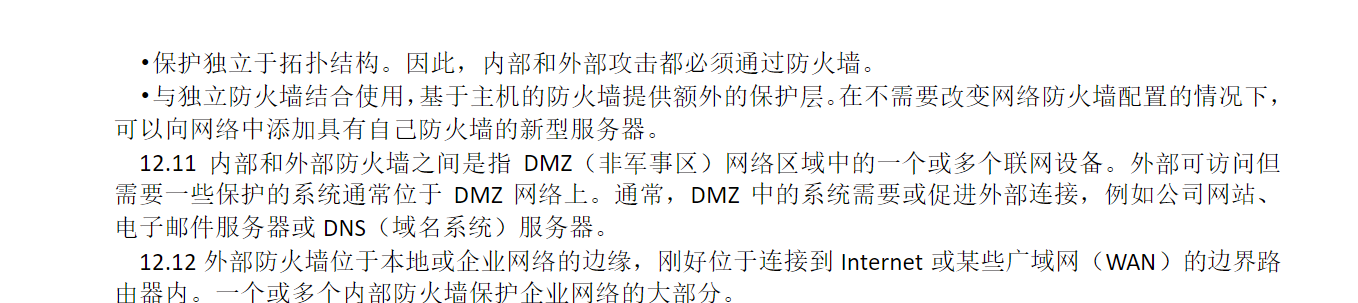 •保护独立于拓扑结构。因此，内部和外部攻击都必须通过防火墙。
•与独立防火墙结合使用，基于主机的防火墙提供额外的保护层。在不需要改变网络防火墙配置的情况下，
可以向网络中添加具有自己防火墙的新型服务器。
12.11 内部和外部防火墙之间是指 DMZ（非军事区）网络区域中的一个或多个联网设备。外部可访问但
需要一些保护的系统通常位于 DMZ 网络上。通常，DMZ 中的系统需要或促进外部连接，例如公司网站、
电子邮件服务器或 DNS（域名系统）服务器。
12.12 外部防火墙位于本地或企业网络的边缘，刚好位于连接到 Internet 或某些广域网（WAN）的边界路
由器内。一个或多个内部防火墙保护企业网络的大部分。